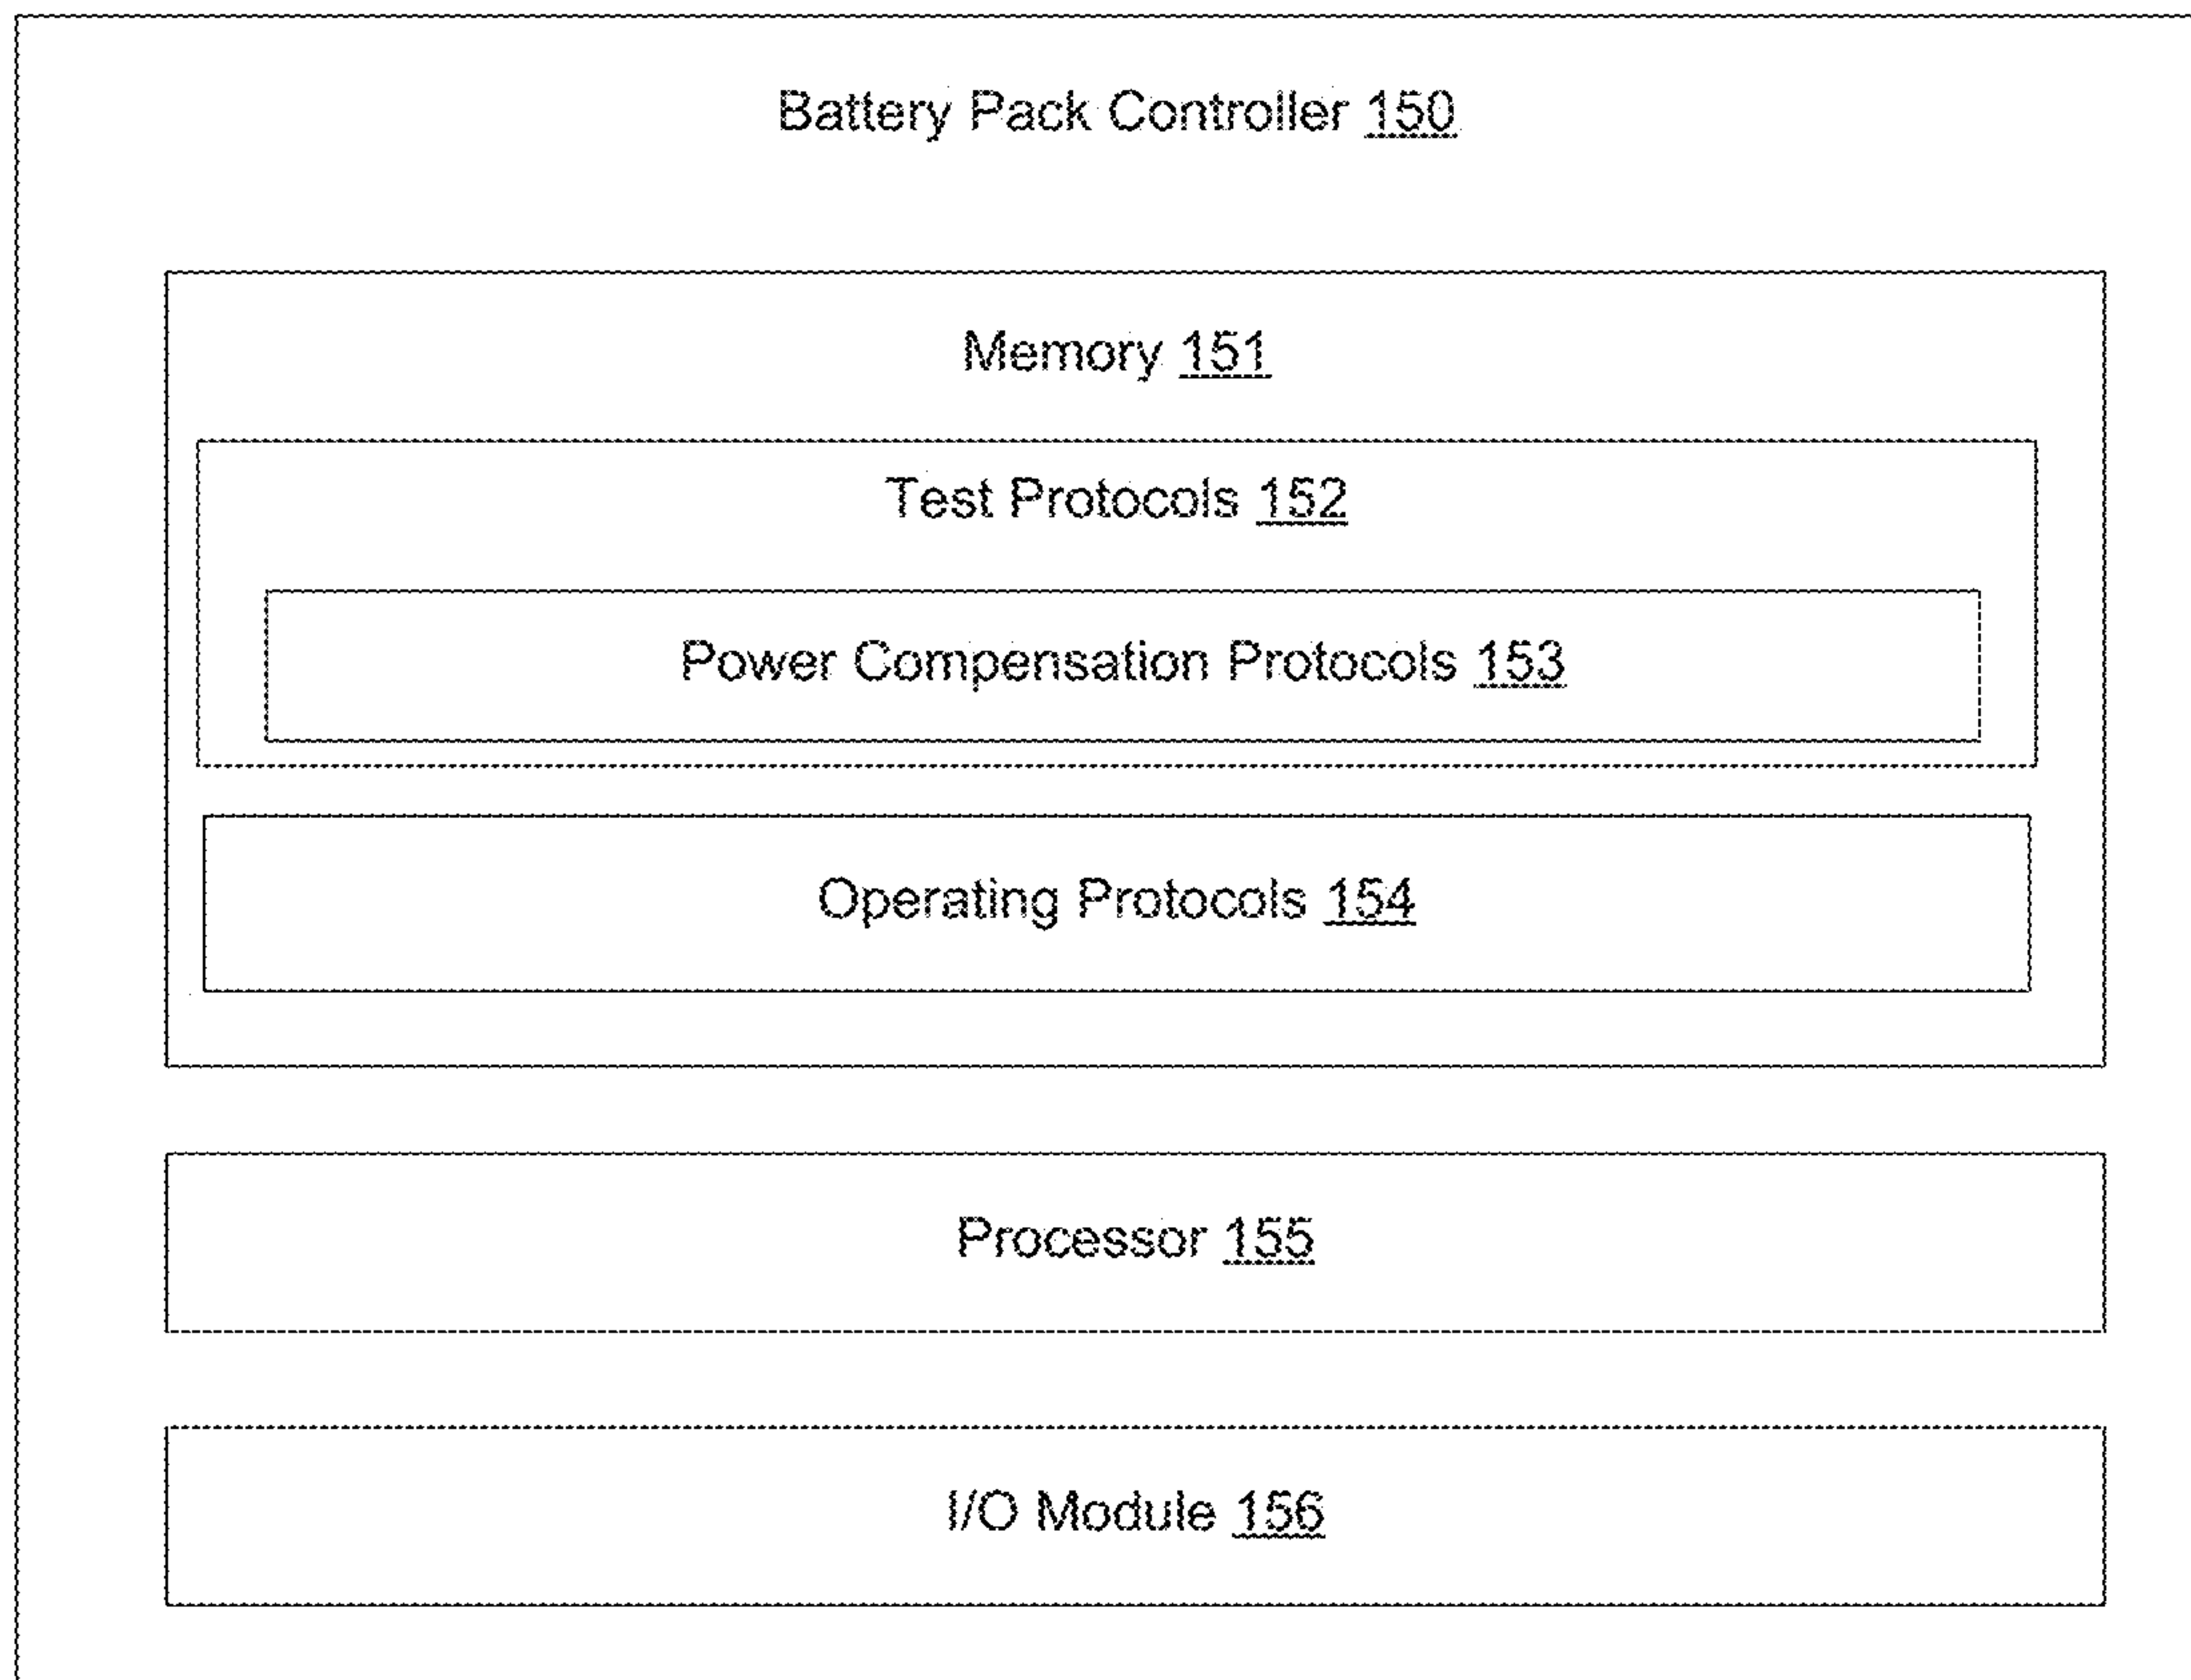 Battery Pack Controller 150
Memory 151
Test Protocols 152
Power Compensation Protocols 153
Operating Protocols 154
Processor 155
I/O Module 156